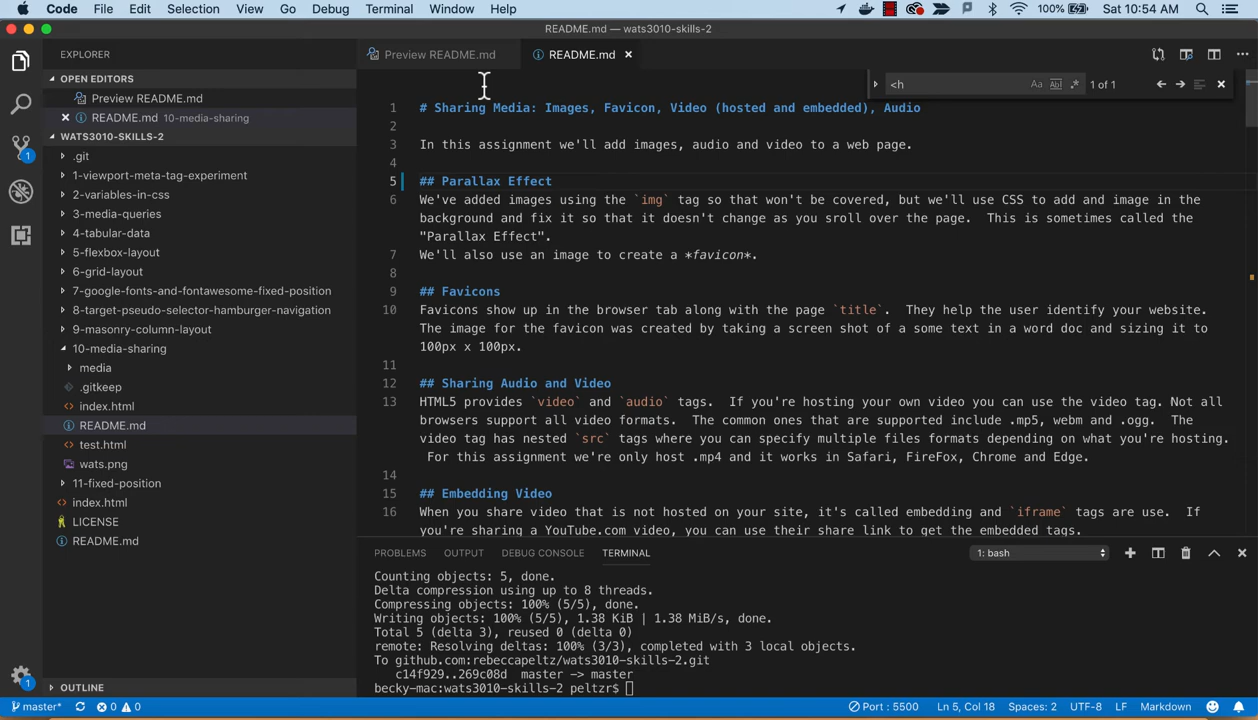 Code File Edit Selection View Go Debug Terminal Window Help 100% Sat 10:54 AM
README.md — wats3010-skills-2
EXPLORER
OPEN EDITORS
Preview README.md
README.md 10-media-sharing
WATS3010-SKILLS-2
.git
1-viewport-meta-tag-experiment
2-variables-in-css
3-media-queries
4-tabular-data
5-flexbox-layout
6-grid-layout
7-google-fonts-and-fontawesome-fixed-position
8-target-pseudo-selector-hamburger-navigation
9-masonry-column-layout
10-media-sharing
media
.gitkeep
index.html
README.md
test.html
wats.png
11-fixed-position
index.html
LICENSE
README.md
OUTLINE
Preview README.md README.md
<h Aa Abl .* 1 of 1
1 # Sharing Media: Images, Favicon, Video (hosted and embedded), Audio
2
3 In this assignment we'll add images, audio and video to a web page.
4
5 ## Parallax Effect
6 We've added images using the `img` tag so that won't be covered, but we'll use CSS to add and image in the
background and fix it so that it doesn't change as you sroll over the page.  This is sometimes called the
"Parallax Effect".
7 We'll also use an image to create a *favicon*.
8
9 ## Favicons
10 Favicons show up in the browser tab along with the page `title`.  They help the user identify your website.
The image for the favicon was created by taking a screen shot of a some text in a word doc and sizing it to
100px x 100px.
11
12 ## Sharing Audio and Video
13 HTML5 provides `video` and `audio` tags.  If you're hosting your own video you can use the video tag. Not all
browsers support all video formats.  The common ones that are supported include .mp5, webm and .ogg.  The
video tag has nested `src` tags where you can specify multiple files formats depending on what you're hosting.
For this assignment we're only host .mp4 and it works in Safari, FireFox, Chrome and Edge.
14
15 ## Embedding Video
16 When you share video that is not hosted on your site, it's called embedding and `iframe` tags are use.  If
you're sharing a YouTube.com video, you can use their share link to get the embedded tags.
PROBLEMS OUTPUT DEBUG CONSOLE TERMINAL 1: bash
Counting objects: 5, done.
Delta compression using up to 8 threads.
Compressing objects: 100% (5/5), done.
Writing objects: 100% (5/5), 1.38 KiB | 1.38 MiB/s, done.
Total 5 (delta 3), reused 0 (delta 0)
remote: Resolving deltas: 100% (3/3), completed with 3 local objects.
To github.com:rebeccapeltz/wats3010-skills-2.git
c14f929..269c08d  master -> master
becky-mac:wats3010-skills-2 peltzr$
1
1
master* 0 0 Port : 5500 Ln 5, Col 18 Spaces: 2 UTF-8 LF Markdown